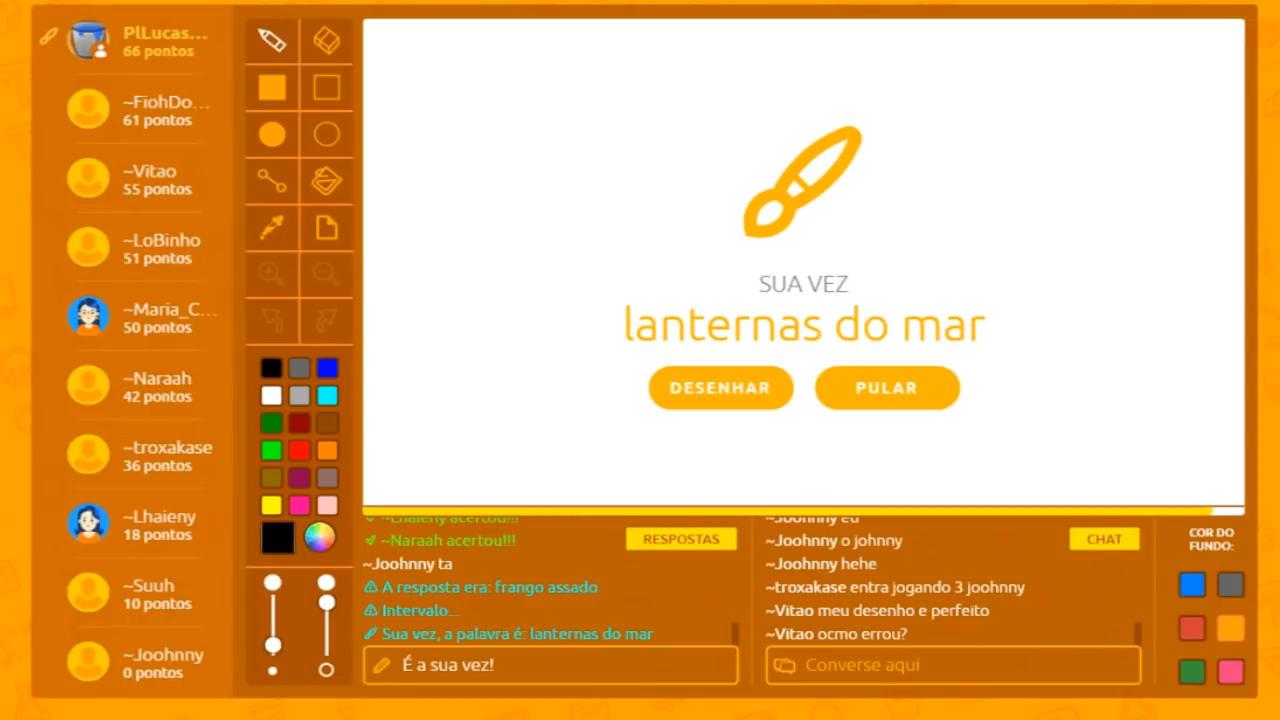 PlLucas...
66 pontos
~FiohDo...
61 pontos
~Vitao
55 pontos
~LoBinho
51 pontos
~Maria_C...
50 pontos
~Naraah
42 pontos
~troxakase
36 pontos
~Lhaieny
18 pontos
~Suuh
10 pontos
~Joohnny
0 pontos
SUA VEZ
lanternas do mar
DESENHAR
PULAR
~Lhaieny acertou!!!
~Naraah acertou!!!
RESPOSTAS
~Joohnny ta
A resposta era: frango assado
Intervalo...
Sua vez, a palavra é: lanternas do mar
É a sua vez!
~Joohnny eu
~Joohnny o johnny
CHAT
~Joohnny hehe
~troxakase entra jogando 3 joohnny
~Vitao meu desenho e perfeito
~Vitao ocmo errou?
Converse aqui
COR DO
FUNDO: